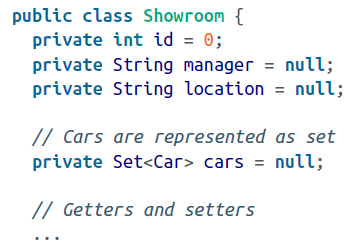 public class Showroom {
private int id = 0;
private String manager = null;
private String location = null;
// Cars are represented as set
private Set<Car> cars = null;
// Getters and setters
...